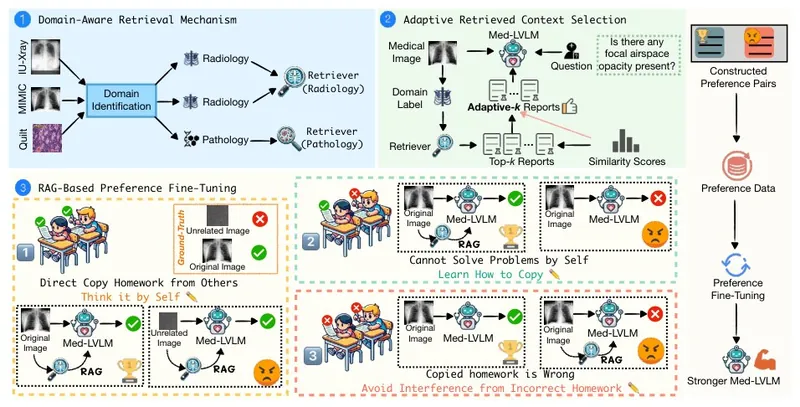 1 Domain-Aware Retrieval Mechanism
IU-Xray
MIMIC
Quilt
Domain
Identification
Radiology
Radiology
Pathology
Retriever
(Radiology)
Retriever
(Pathology)
2 Adaptive Retrieved Context Selection
Medical
Image
Med-LVLM
Question
Is there any
focal airspace
opacity present?
Domain
Label
Adaptive-k Reports
Retriever
Top-k Reports
Similarity Scores
3 RAG-Based Preference Fine-Tuning
1
Ground-Truth
Unrelated Image
Original Image
Direct Copy Homework from Others
Think it by Self
Original
Image
Med-LVLM
RAG
Unrelated
Image
Med-LVLM
RAG
2
Original
Image
Med-LVLM
RAG
Original
Image
Med-LVLM
Cannot Solve Problems by Self
Learn How to Copy
3
Original
Image
Med-LVLM
Original
Image
Med-LVLM
RAG
Copied homework is Wrong
Avoid Interference from Incorrect Homework
Constructed
Preference Pairs
Preference Data
Preference
Fine-Tuning
Stronger Med-LVLM